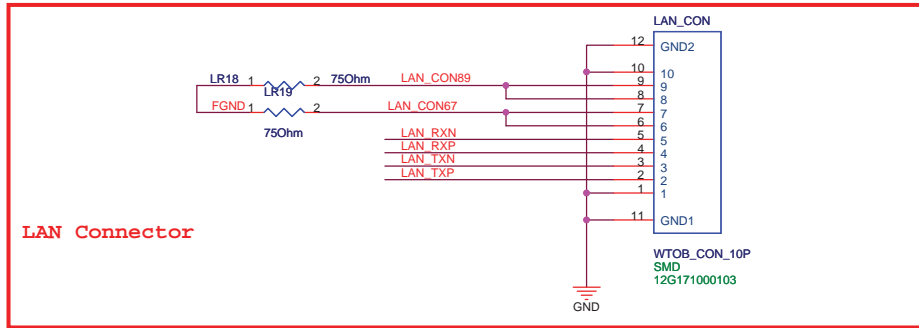 LAN_CON
12 GND2
10 10
LR18 1 2 75Ohm LAN_CON89 9 9
LR19 8 8
FGND 1 2 LAN_CON67 7 7
6 6
75Ohm LAN_RXN 5 5
LAN_RXP 4 4
LAN_TXN 3 3
LAN_TXP 2 2
1 1
11 GND1
LAN Connector
WTOB_CON_10P
SMD
12G171000103
GND